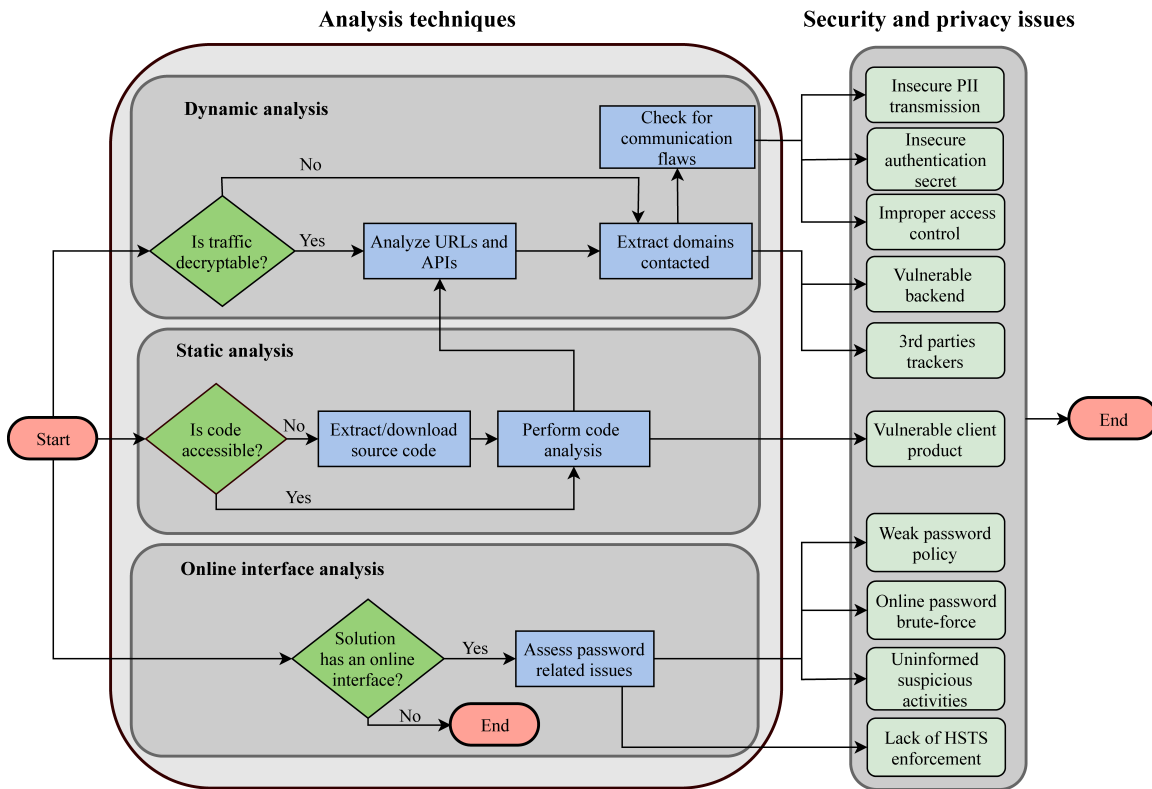 Analysis techniques
Security and privacy issues
Dynamic analysis
Check for
communication
flaws
No
Is traffic
decryptable?
Yes
Analyze URLs and
APIs
Extract domains
contacted
Static analysis
Start
Is code
accessible?
No
Extract/download
source code
Perform code
analysis
Yes
Online interface analysis
Solution
has an online
interface?
Yes
Assess password
related issues
No
End
Insecure PII
transmission
Insecure
authentication
secret
Improper access
control
Vulnerable
backend
3rd parties
trackers
Vulnerable client
product
Weak password
policy
Online password
brute-force
Uninformed
suspicious
activities
Lack of HSTS
enforcement
End